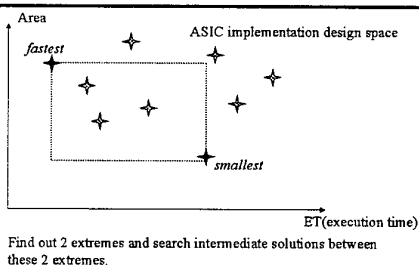 Area
ASIC implementation design space
fastest
smallest
ET(execution time)
Find out 2 extremes and search intermediate solutions between
these 2 extremes.